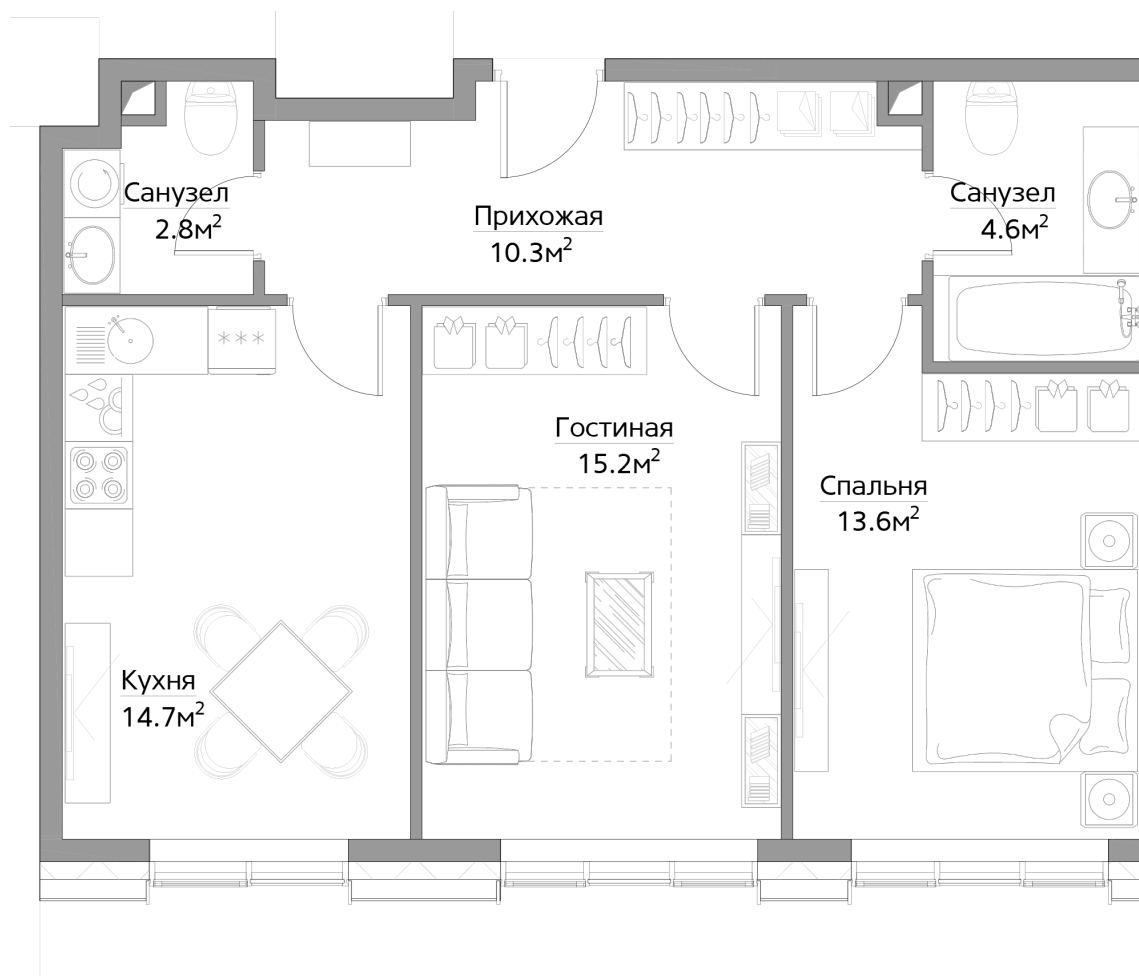 Санузел
2.8м²
Прихожая
10.3м²
Санузел
4.6м²
Гостиная
15.2м²
Спальня
13.6м²
Кухня
14.7м²